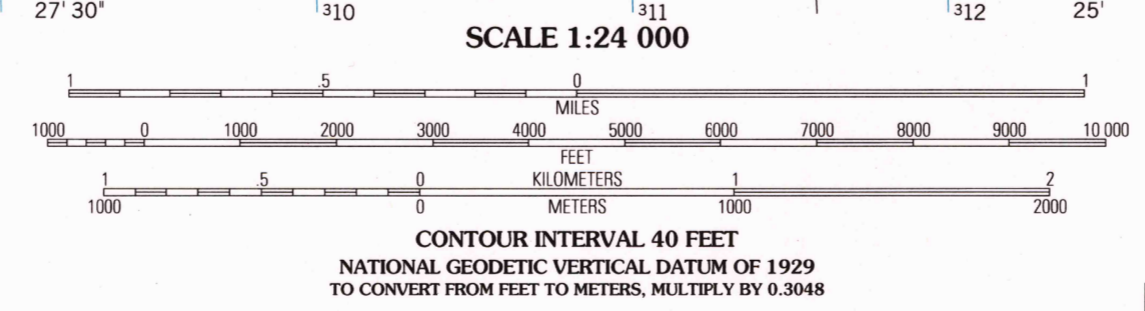 27' 30" ³10 ³11 ³12 25'
SCALE 1:24 000
1 .5 0 1
MILES
1000 0 1000 2000 3000 4000 5000 6000 7000 8000 9000 10 000
FEET
1 .5 0 KILOMETERS 1 2
1000 0 METERS 1000 2000
CONTOUR INTERVAL 40 FEET
NATIONAL GEODETIC VERTICAL DATUM OF 1929
TO CONVERT FROM FEET TO METERS, MULTIPLY BY 0.3048